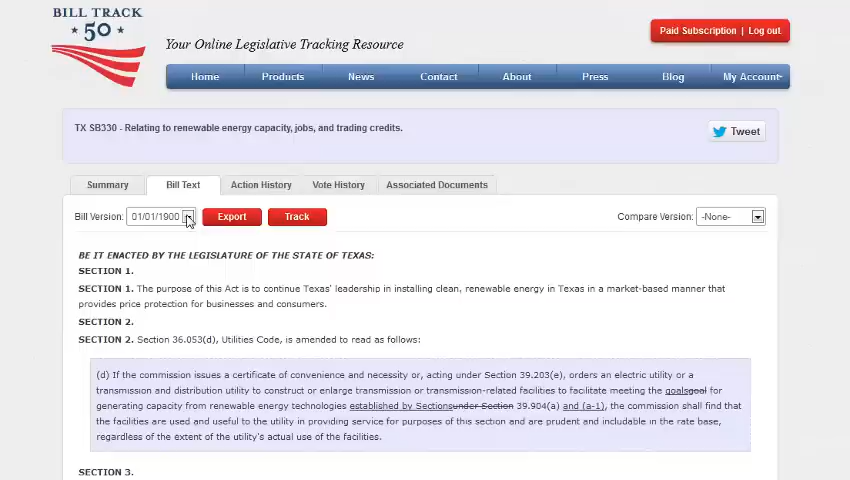 BILL TRACK
50
Your Online Legislative Tracking Resource
Paid Subscription | Log out
Home Products News Contact About Press Blog My Account
TX SB330 - Relating to renewable energy capacity, jobs, and trading credits.
Tweet
Summary Bill Text Action History Vote History Associated Documents
Bill Version: 01/01/1900 Export Track Compare Version: -None-
BE IT ENACTED BY THE LEGISLATURE OF THE STATE OF TEXAS:
SECTION 1.
SECTION 1. The purpose of this Act is to continue Texas' leadership in installing clean, renewable energy in Texas in a market-based manner that
provides price protection for businesses and consumers.
SECTION 2.
SECTION 2. Section 36.053(d), Utilities Code, is amended to read as follows:
(d) If the commission issues a certificate of convenience and necessity or, acting under Section 39.203(e), orders an electric utility or a
transmission and distribution utility to construct or enlarge transmission or transmission-related facilities to facilitate meeting the goalsgoal for
generating capacity from renewable energy technologies established by Sectionsunder Section 39.904(a) and (a-1), the commission shall find that
the facilities are used and useful to the utility in providing service for purposes of this section and are prudent and includable in the rate base,
regardless of the extent of the utility's actual use of the facilities.
SECTION 3.